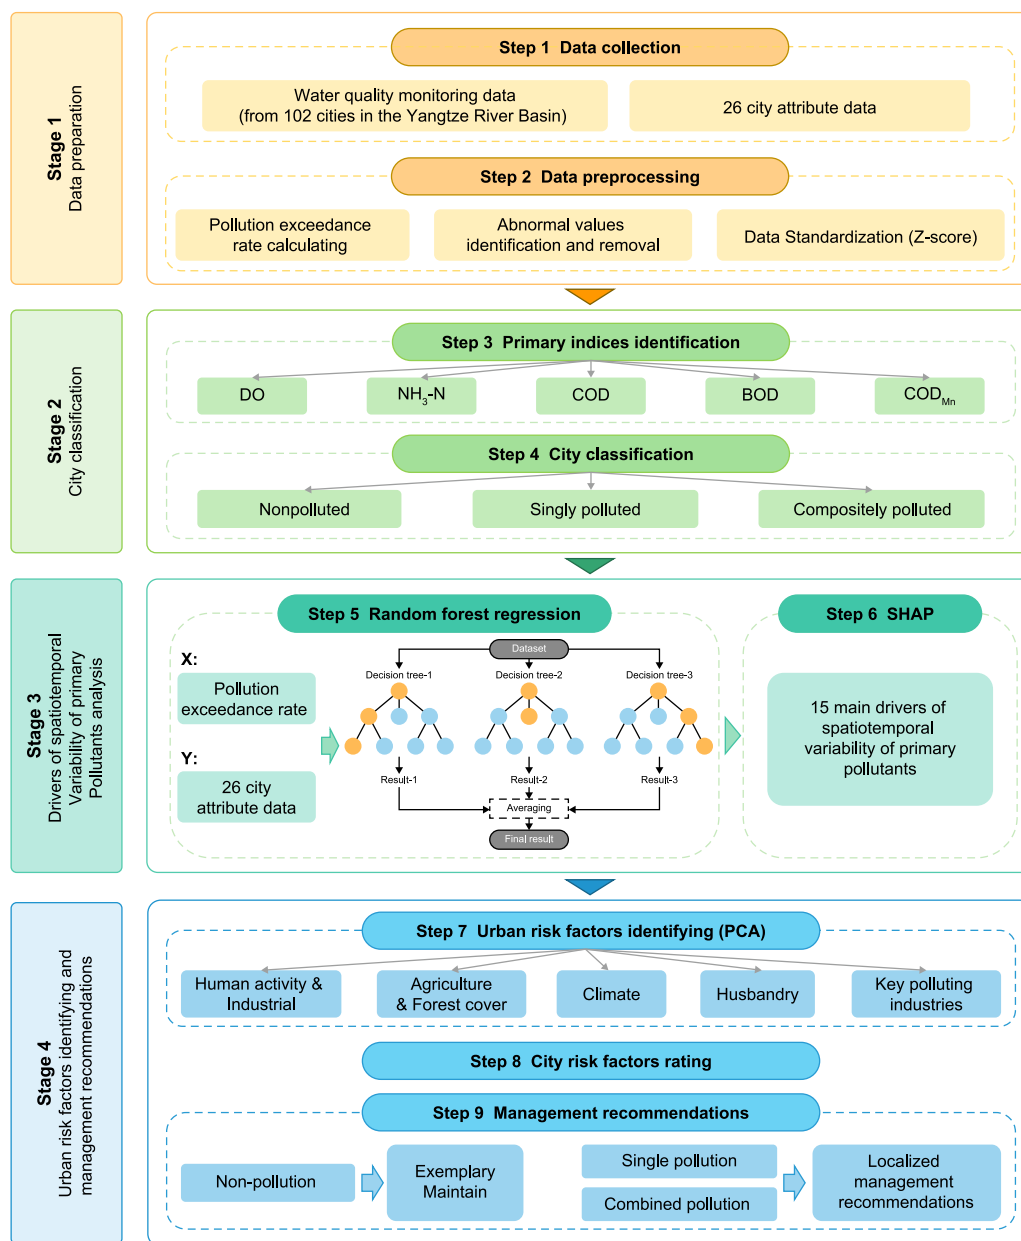 Stage 1
Data preparation
Step 1 Data collection
Water quality monitoring data
(from 102 cities in the Yangtze River Basin)
26 city attribute data
Step 2 Data preprocessing
Pollution exceedance
rate calculating
Abnormal values
identification and removal
Data Standardization (Z-score)
Stage 2
City classification
Step 3 Primary indices identification
DO
NH3-N
COD
BOD
CODMn
Step 4 City classification
Nonpolluted
Singly polluted
Compositely polluted
Stage 3
Drivers of spatiotemporal
Variability of primary
Pollutants analysis
Step 5 Random forest regression
X:
Pollution
exceedance rate
Y:
26 city
attribute data
Dataset
Decision tree-1
Decision tree-2
Decision tree-3
Result-1
Result-2
Result-3
Averaging
Final result
Step 6 SHAP
15 main drivers of
spatiotemporal
variability of primary
pollutants
Stage 4
Urban risk factors identifying and
management recommendations
Step 7 Urban risk factors identifying (PCA)
Human activity &
Industrial
Agriculture
& Forest cover
Climate
Husbandry
Key polluting
industries
Step 8 City risk factors rating
Step 9 Management recommendations
Non-pollution
Exemplary
Maintain
Single pollution
Combined pollution
Localized
management
recommendations